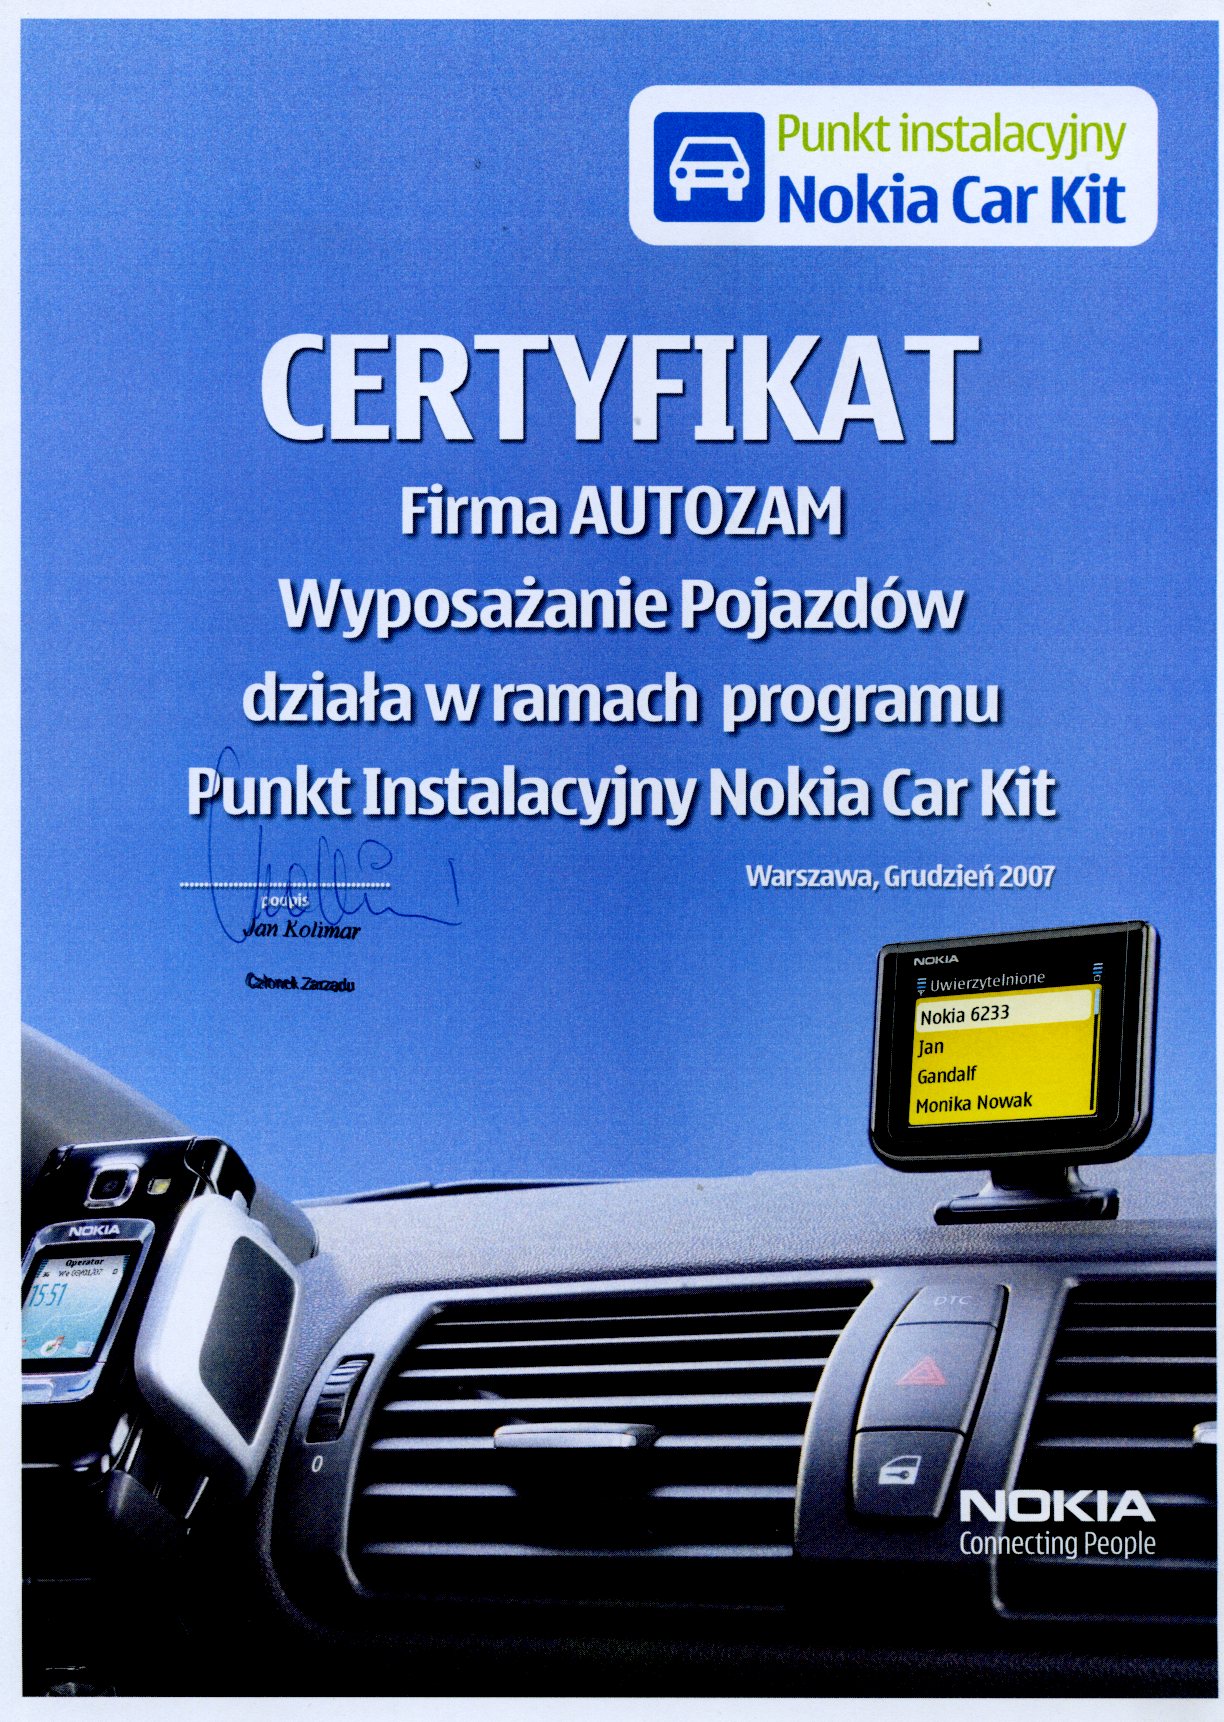 Punkt instalacyjny
Nokia Car Kit
CERTYFIKAT
Firma AUTOZAM
Wyposażanie Pojazdów
działa w ramach programu
Punkt Instalacyjny Nokia Car Kit
Warszawa, Grudzień 2007
podpis
Jan Kolimar
Członek Zarządu
NOKIA
Uwierzytelnione
Nokia 6233
Jan
Gandalf
Monika Nowak
NOKIA
Operator
15:51
DTC
0
NOKIA
Connecting People